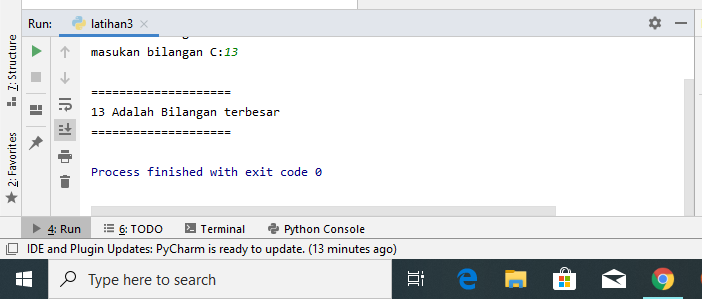 Run:
latihan3
masukan bilangan C:13
====================
13 Adalah Bilangan terbesar
====================
Process finished with exit code 0
7: Structure
2: Favorites
4: Run
6: TODO
Terminal
Python Console
IDE and Plugin Updates: PyCharm is ready to update. (13 minutes ago)
Type here to search